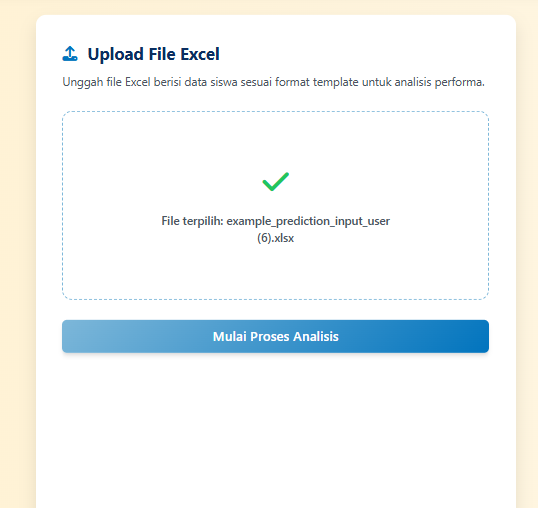 Upload File Excel
Unggah file Excel berisi data siswa sesuai format template untuk analisis performa.
File terpilih: example_prediction_input_user
(6).xlsx
Mulai Proses Analisis